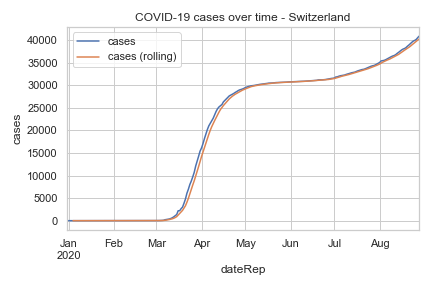 COVID-19 cases over time - Switzerland
cases
cases (rolling)
40000
35000
30000
25000
20000
15000
10000
5000
0
cases
Jan Feb Mar Apr May Jun Jul Aug
2020
dateRep